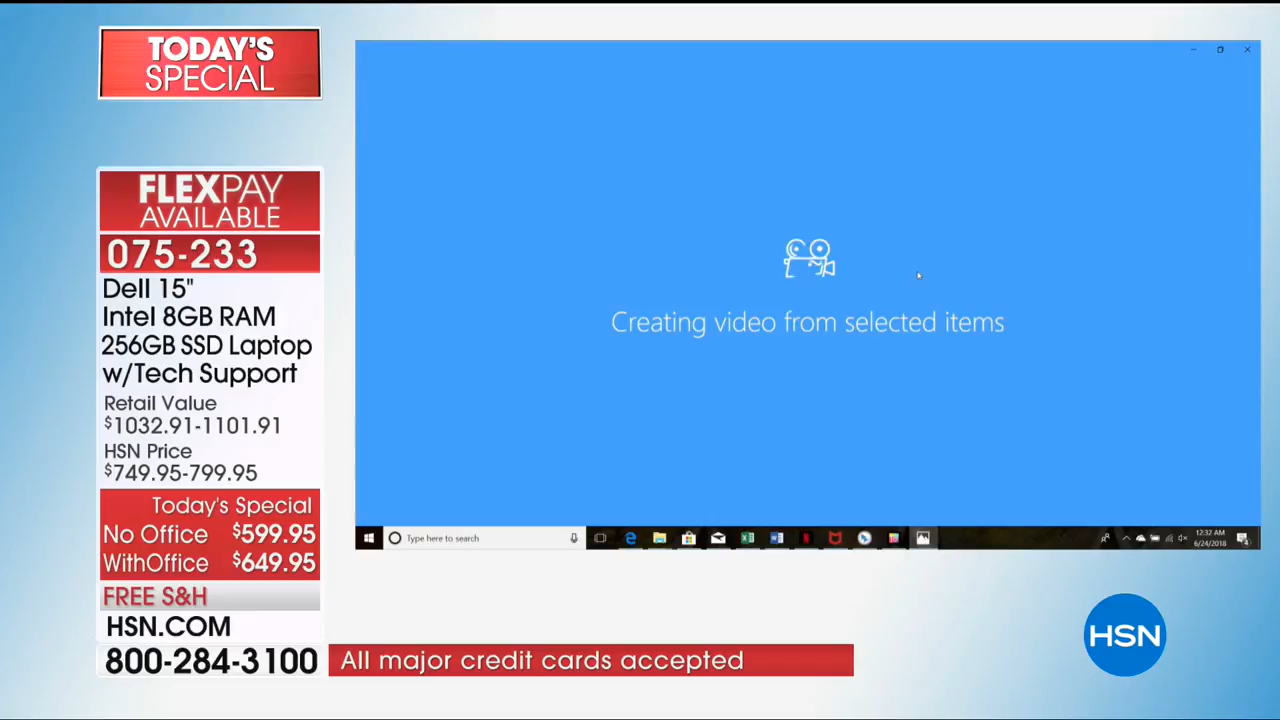 TODAY'S
SPECIAL
FLEXPAY
AVAILABLE
075-233
Dell 15"
Intel 8GB RAM
256GB SSD Laptop
w/Tech Support
Retail Value
$1032.91-1101.91
HSN Price
$749.95-799.95
Today's Special
No Office $599.95
WithOffice $649.95
FREE S&H
HSN.COM
800-284-3100
All major credit cards accepted
Creating video from selected items
Type here to search
12:32 AM
6/24/2018
HSN